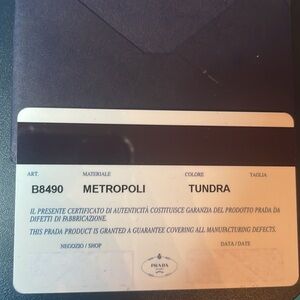 ART. MATERIALE COLORE TAGLIA
B8490 METROPOLI TUNDRA
IL PRESENTE CERTIFICATO DI AUTENTICITÀ COSTITUISCE GARANZIA DEL PRODOTTO PRADA DA
DIFETTI DI FABBRICAZIONE.
THIS PRADA PRODUCT IS GRANTED A GUARANTEE COVERING ALL MANUFACTURING DEFECTS.
NEGOZIO / SHOP DATA / DATE
PRADA